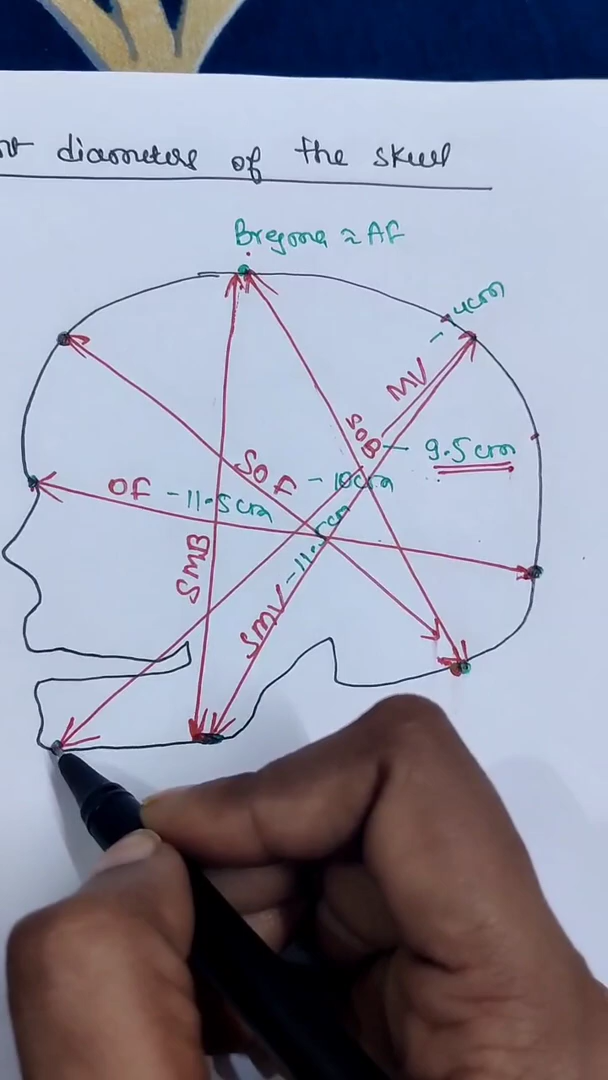 diameters of the skull
Bregma ≈ AF
- 4cm
MV
SOB - 9.5cm
SOF - 10cm
OF - 11.5cm
SMB
SMV - 11.5cm